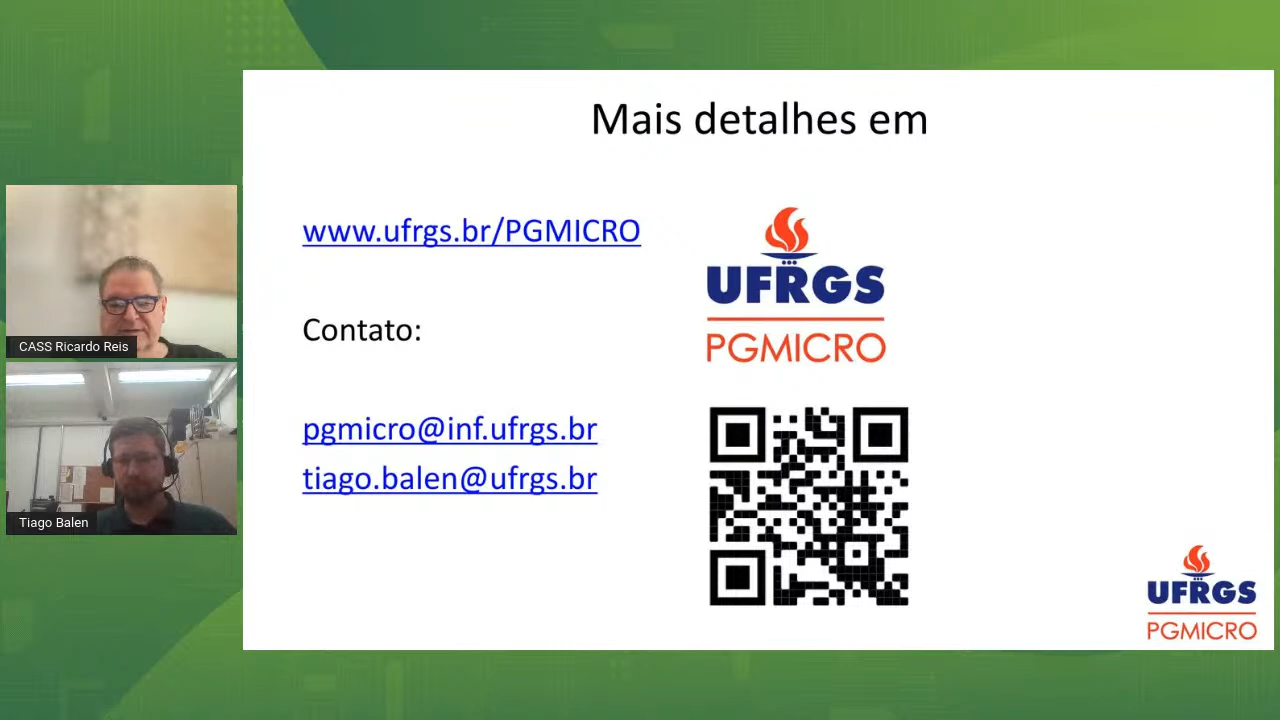 Mais detalhes em
www.ufrgs.br/PGMICRO
UFRGS
PGMICRO
Contato:
pgmicro@inf.ufrgs.br
tiago.balen@ufrgs.br
CASS Ricardo Reis
Tiago Balen
UFRGS
PGMICRO